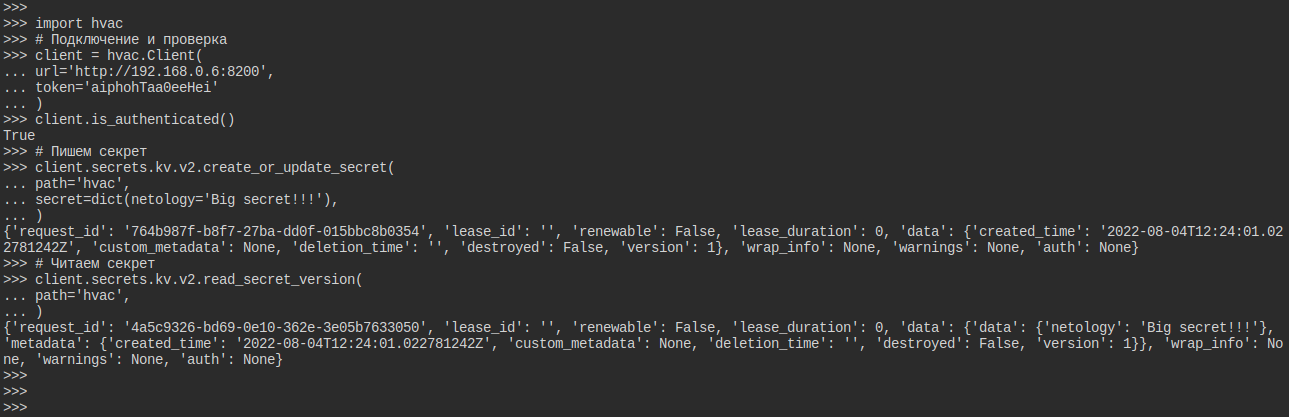 >>>
>>> import hvac
>>> # Подключение и проверка
>>> client = hvac.Client(
... url='http://192.168.0.6:8200',
... token='aiphohTaa0eeHei'
... )
>>> client.is_authenticated()
True
>>> # Пишем секрет
>>> client.secrets.kv.v2.create_or_update_secret(
... path='hvac',
... secret=dict(netology='Big secret!!!'),
... )
{'request_id': '764b987f-b8f7-27ba-dd0f-015bbc8b0354', 'lease_id': '', 'renewable': False, 'lease_duration': 0, 'data': {'created_time': '2022-08-04T12:24:01.02
2781242Z', 'custom_metadata': None, 'deletion_time': '', 'destroyed': False, 'version': 1}, 'wrap_info': None, 'warnings': None, 'auth': None}
>>> # Читаем секрет
>>> client.secrets.kv.v2.read_secret_version(
... path='hvac',
... )
{'request_id': '4a5c9326-bd69-0e10-362e-3e05b7633050', 'lease_id': '', 'renewable': False, 'lease_duration': 0, 'data': {'data': {'netology': 'Big secret!!!'},
'metadata': {'created_time': '2022-08-04T12:24:01.022781242Z', 'custom_metadata': None, 'deletion_time': '', 'destroyed': False, 'version': 1}}, 'wrap_info': No
ne, 'warnings': None, 'auth': None}
>>>
>>>
>>>